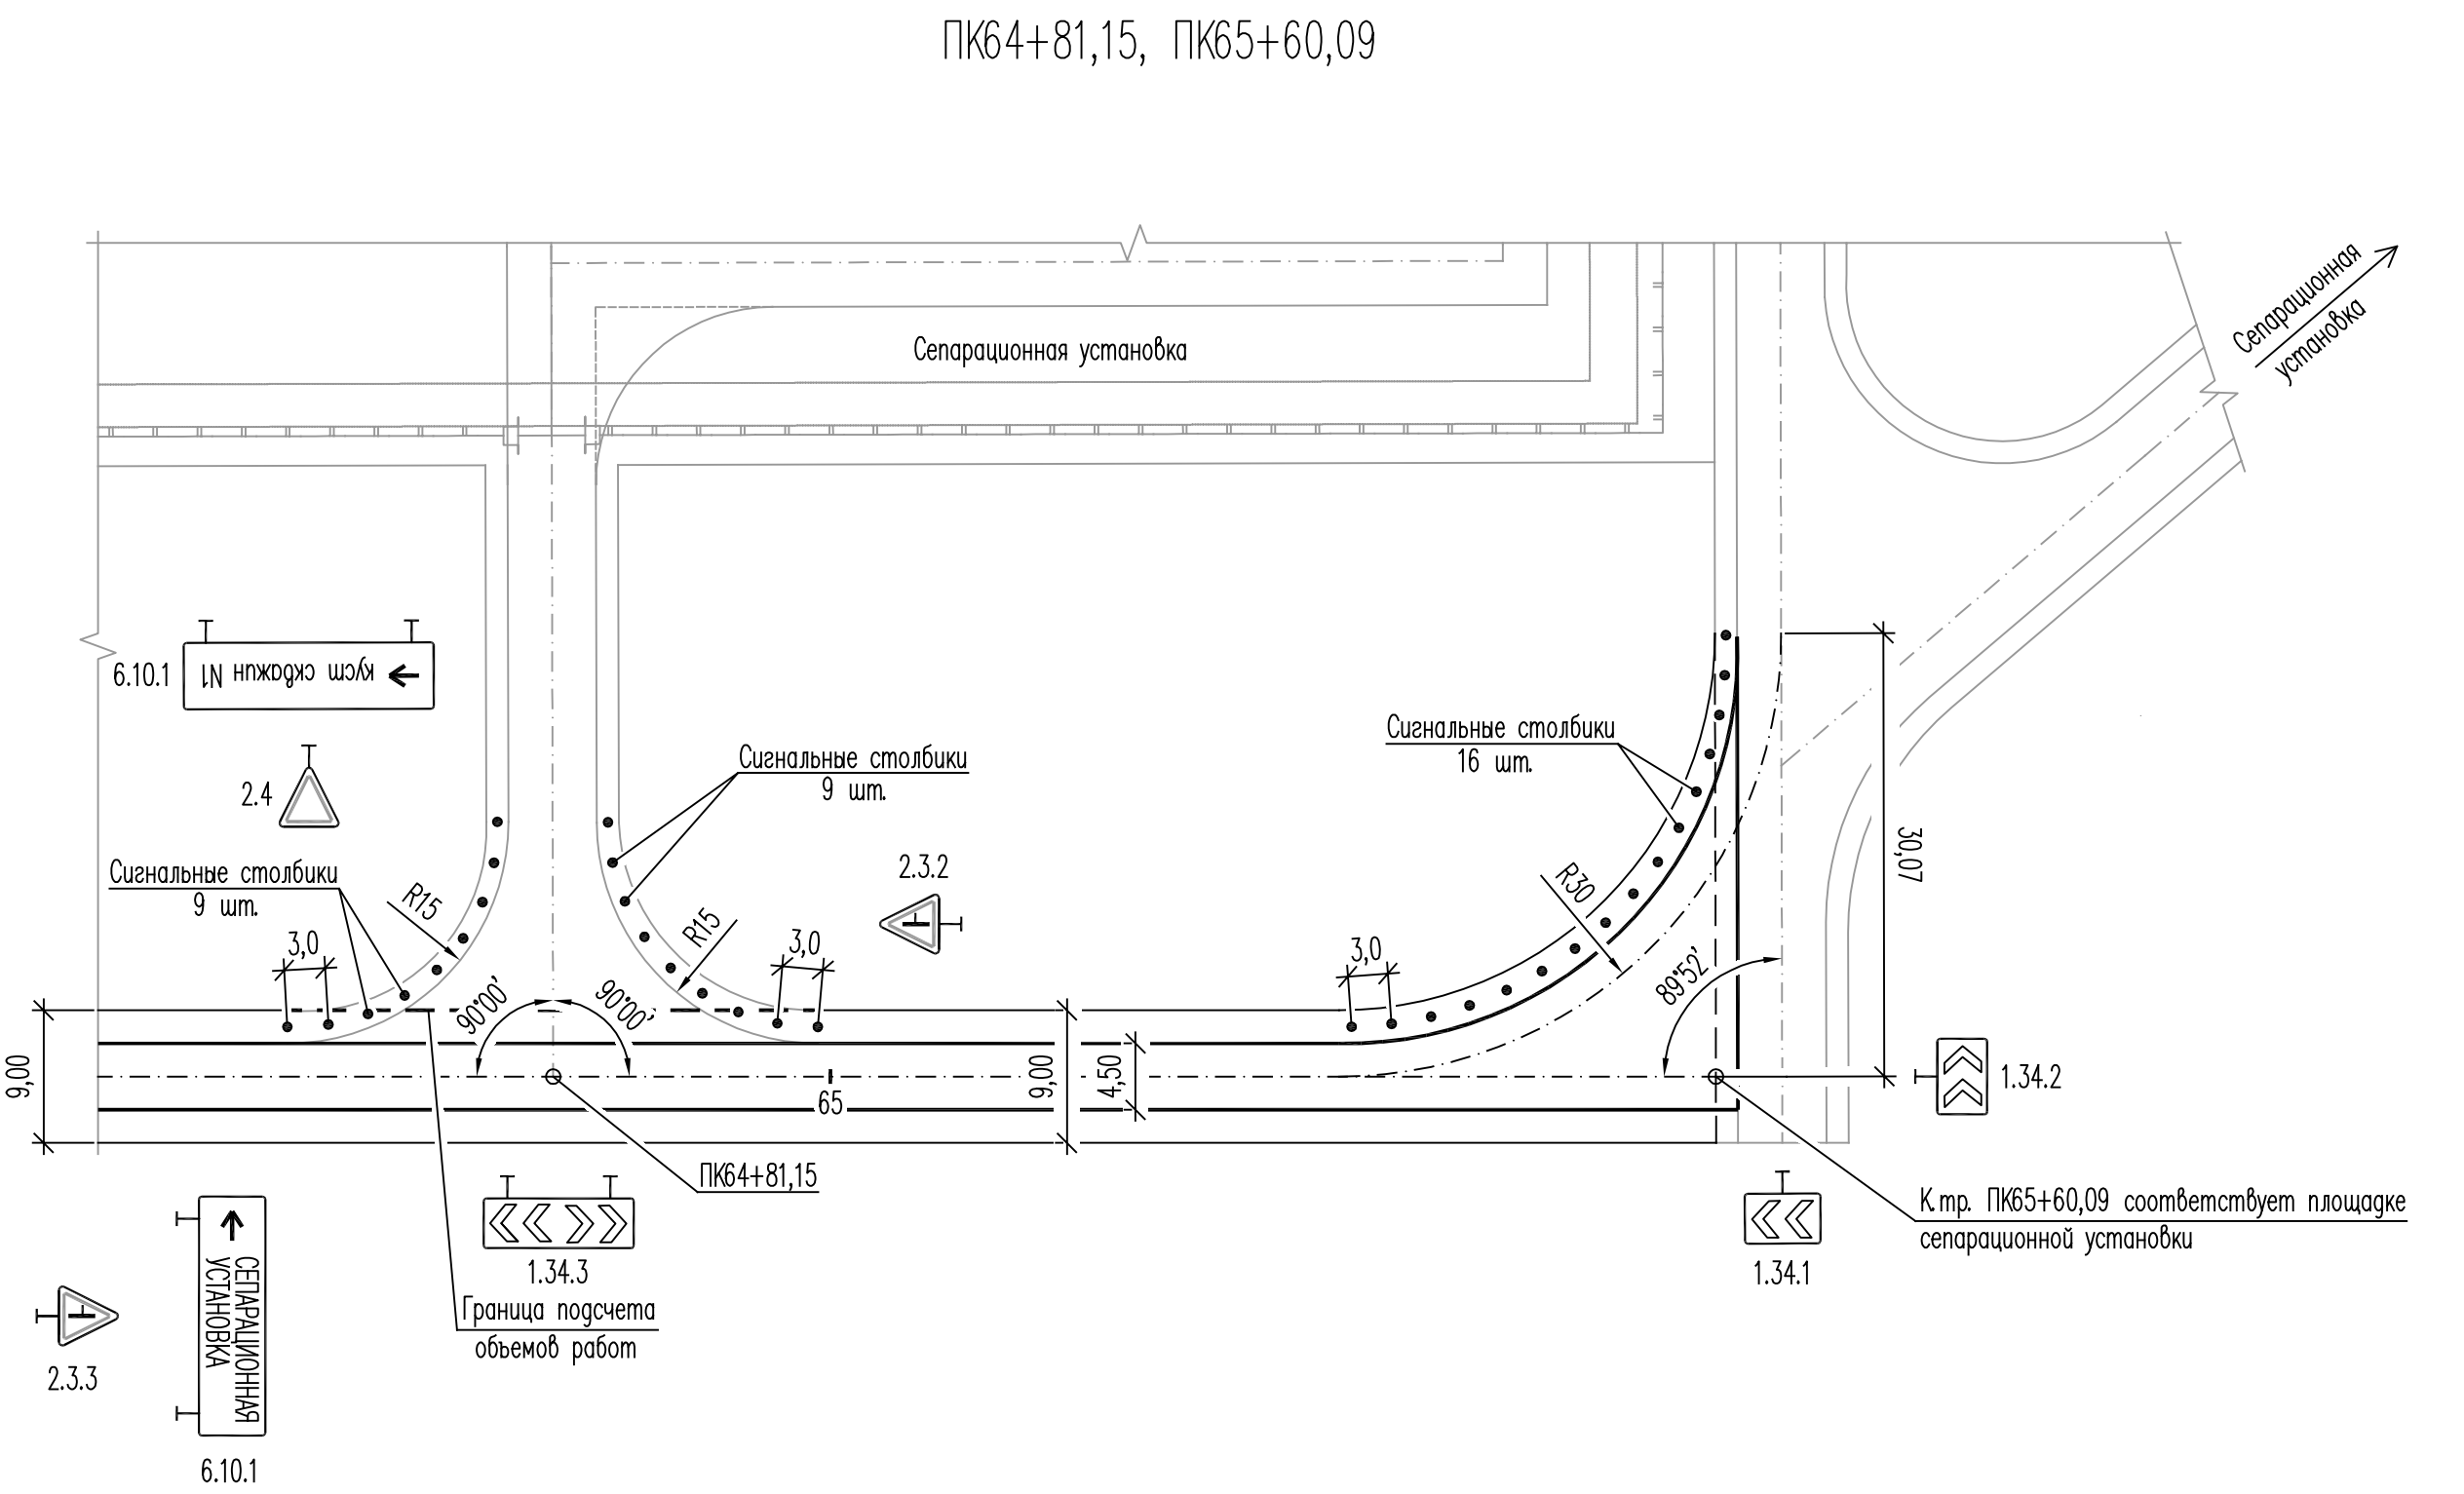 ПК64+81,15, ПК65+60,09
Сепарационная
установка
Сепарационная установка
6.10.1
куст скважин N1
2.4
Сигнальные столбики
9 шт.
Сигнальные столбики
9 шт.
Сигнальные столбики
16 шт.
2.3.2
R15
R15
R30
3,0
3,0
3,0
90°00'
90°00'
89°52'
30,07
9,00
9,00
4,50
65
1.34.2
ПК64+81,15
К.тр. ПК65+60,09 соответствует площадке
сепарационной установки
1.34.3
1.34.1
Граница подсчета
объемов работ
СЕПАРАЦИОННАЯ
УСТАНОВКА
2.3.3
6.10.1